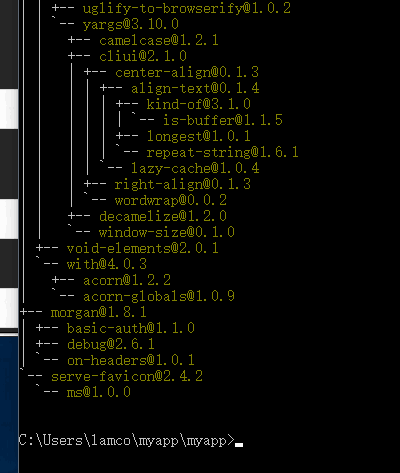 +-- uglify-to-browserify@1.0.2
`-- yargs@3.10.0
+-- camelcase@1.2.1
+-- cliui@2.1.0
| +-- center-align@0.1.3
| | +-- align-text@0.1.4
| | | +-- kind-of@3.1.0
| | | | `-- is-buffer@1.1.5
| | | +-- longest@1.0.1
| | | `-- repeat-string@1.6.1
| | `-- lazy-cache@1.0.4
| +-- right-align@0.1.3
| `-- wordwrap@0.0.2
+-- decamelize@1.2.0
`-- window-size@0.1.0
+-- void-elements@2.0.1
`-- with@4.0.3
+-- acorn@1.2.2
`-- acorn-globals@1.0.9
+-- morgan@1.8.1
| +-- basic-auth@1.1.0
| +-- debug@2.6.1
| `-- on-headers@1.0.1
`-- serve-favicon@2.4.2
`-- ms@1.0.0
C:\Users\lamco\myapp\myapp>